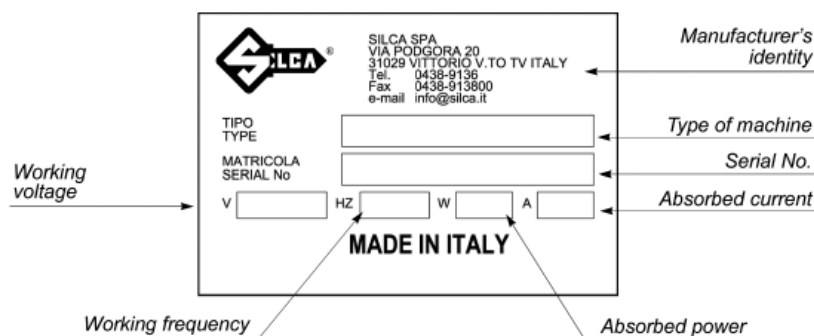 SILCA®
SILCA SPA
VIA PODGORA 20
31029 VITTORIO V.TO TV ITALY
Tel. 0438-9136
Fax 0438-913800
e-mail info@silca.it
Manufacturer's
identity
TIPO
TYPE
Type of machine
MATRICOLA
SERIAL No
Serial No.
Working
voltage
V HZ W A
Absorbed current
MADE IN ITALY
Working frequency
Absorbed power